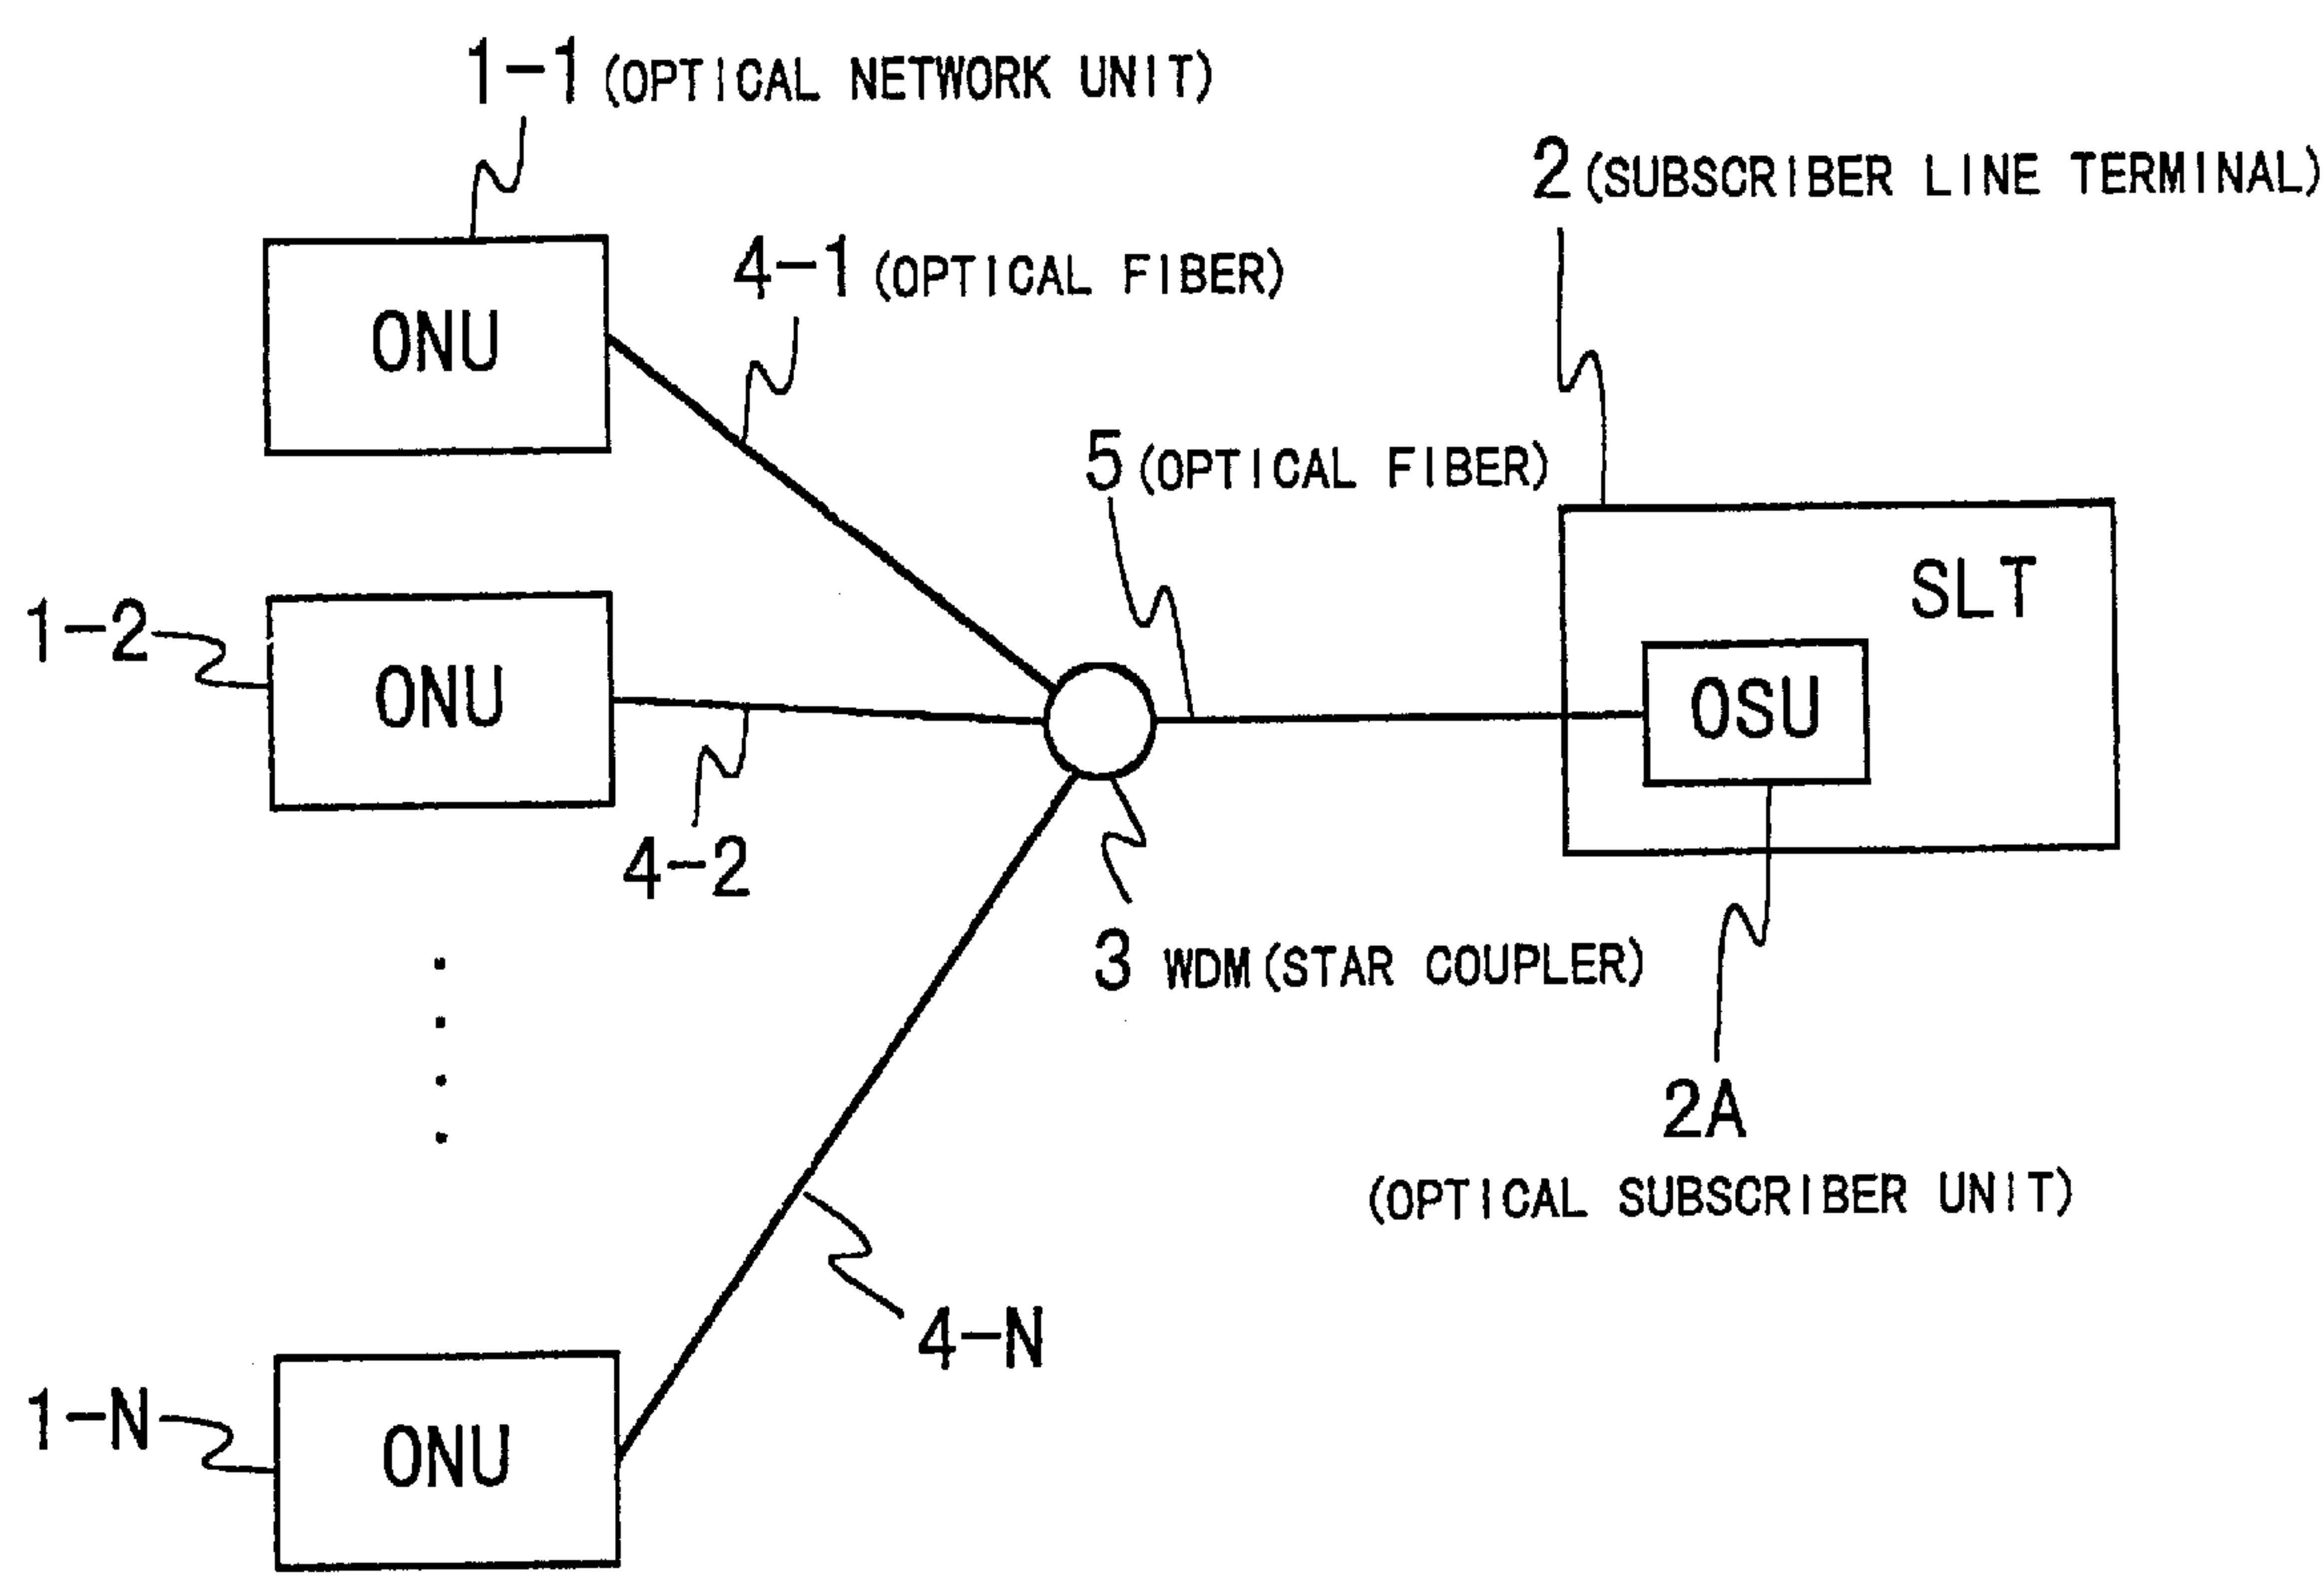 1-1 (OPTICAL NETWORK UNIT)
2 (SUBSCRIBER LINE TERMINAL)
4-1 (OPTICAL FIBER)
ONU
5 (OPTICAL FIBER)
SLT
1-2
ONU
OSU
4-2
3 WDM (STAR COUPLER)
2A
(OPTICAL SUBSCRIBER UNIT)
4-N
1-N
ONU